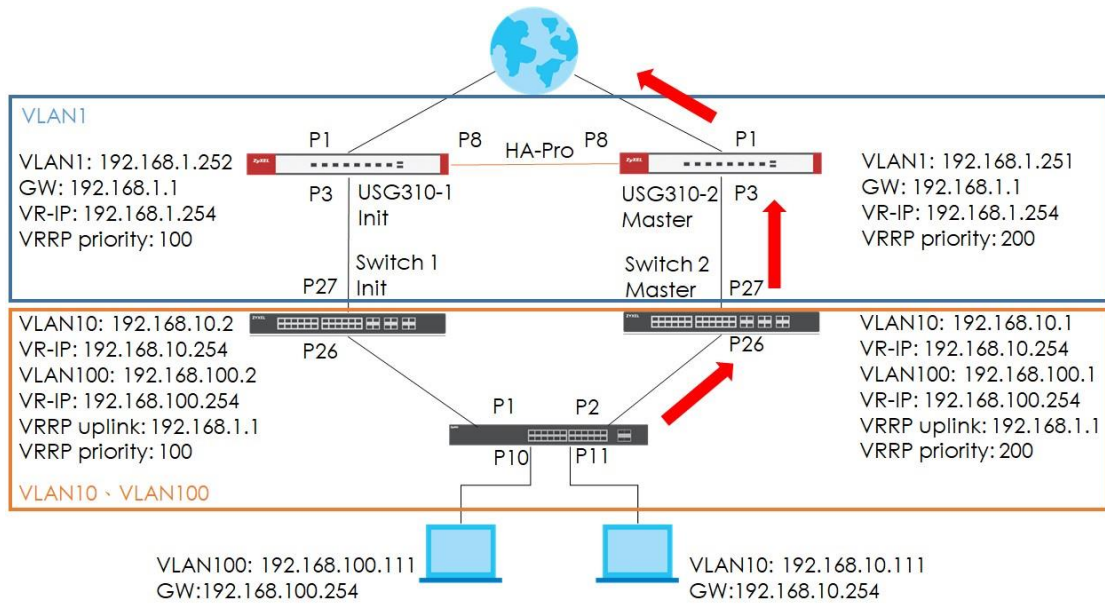 VLAN1
VLAN1: 192.168.1.252
GW: 192.168.1.1
VR-IP: 192.168.1.254
VRRP priority: 100
P1
P8
HA-Pro
P8
P1
ZyXEL
ZyXEL
P3
USG310-1
Init
USG310-2
Master
P3
VLAN1: 192.168.1.251
GW: 192.168.1.1
VR-IP: 192.168.1.254
VRRP priority: 200
Switch 1
Init
P27
Switch 2
Master
P27
VLAN10: 192.168.10.2
VR-IP: 192.168.10.254
VLAN100: 192.168.100.2
VR-IP: 192.168.100.254
VRRP uplink: 192.168.1.1
VRRP priority: 100
ZYXEL
P26
ZYXEL
P26
VLAN10: 192.168.10.1
VR-IP: 192.168.10.254
VLAN100: 192.168.100.1
VR-IP: 192.168.100.254
VRRP uplink: 192.168.1.1
VRRP priority: 200
P1
P2
P10
P11
VLAN10、VLAN100
VLAN100: 192.168.100.111
GW:192.168.100.254
VLAN10: 192.168.10.111
GW:192.168.10.254